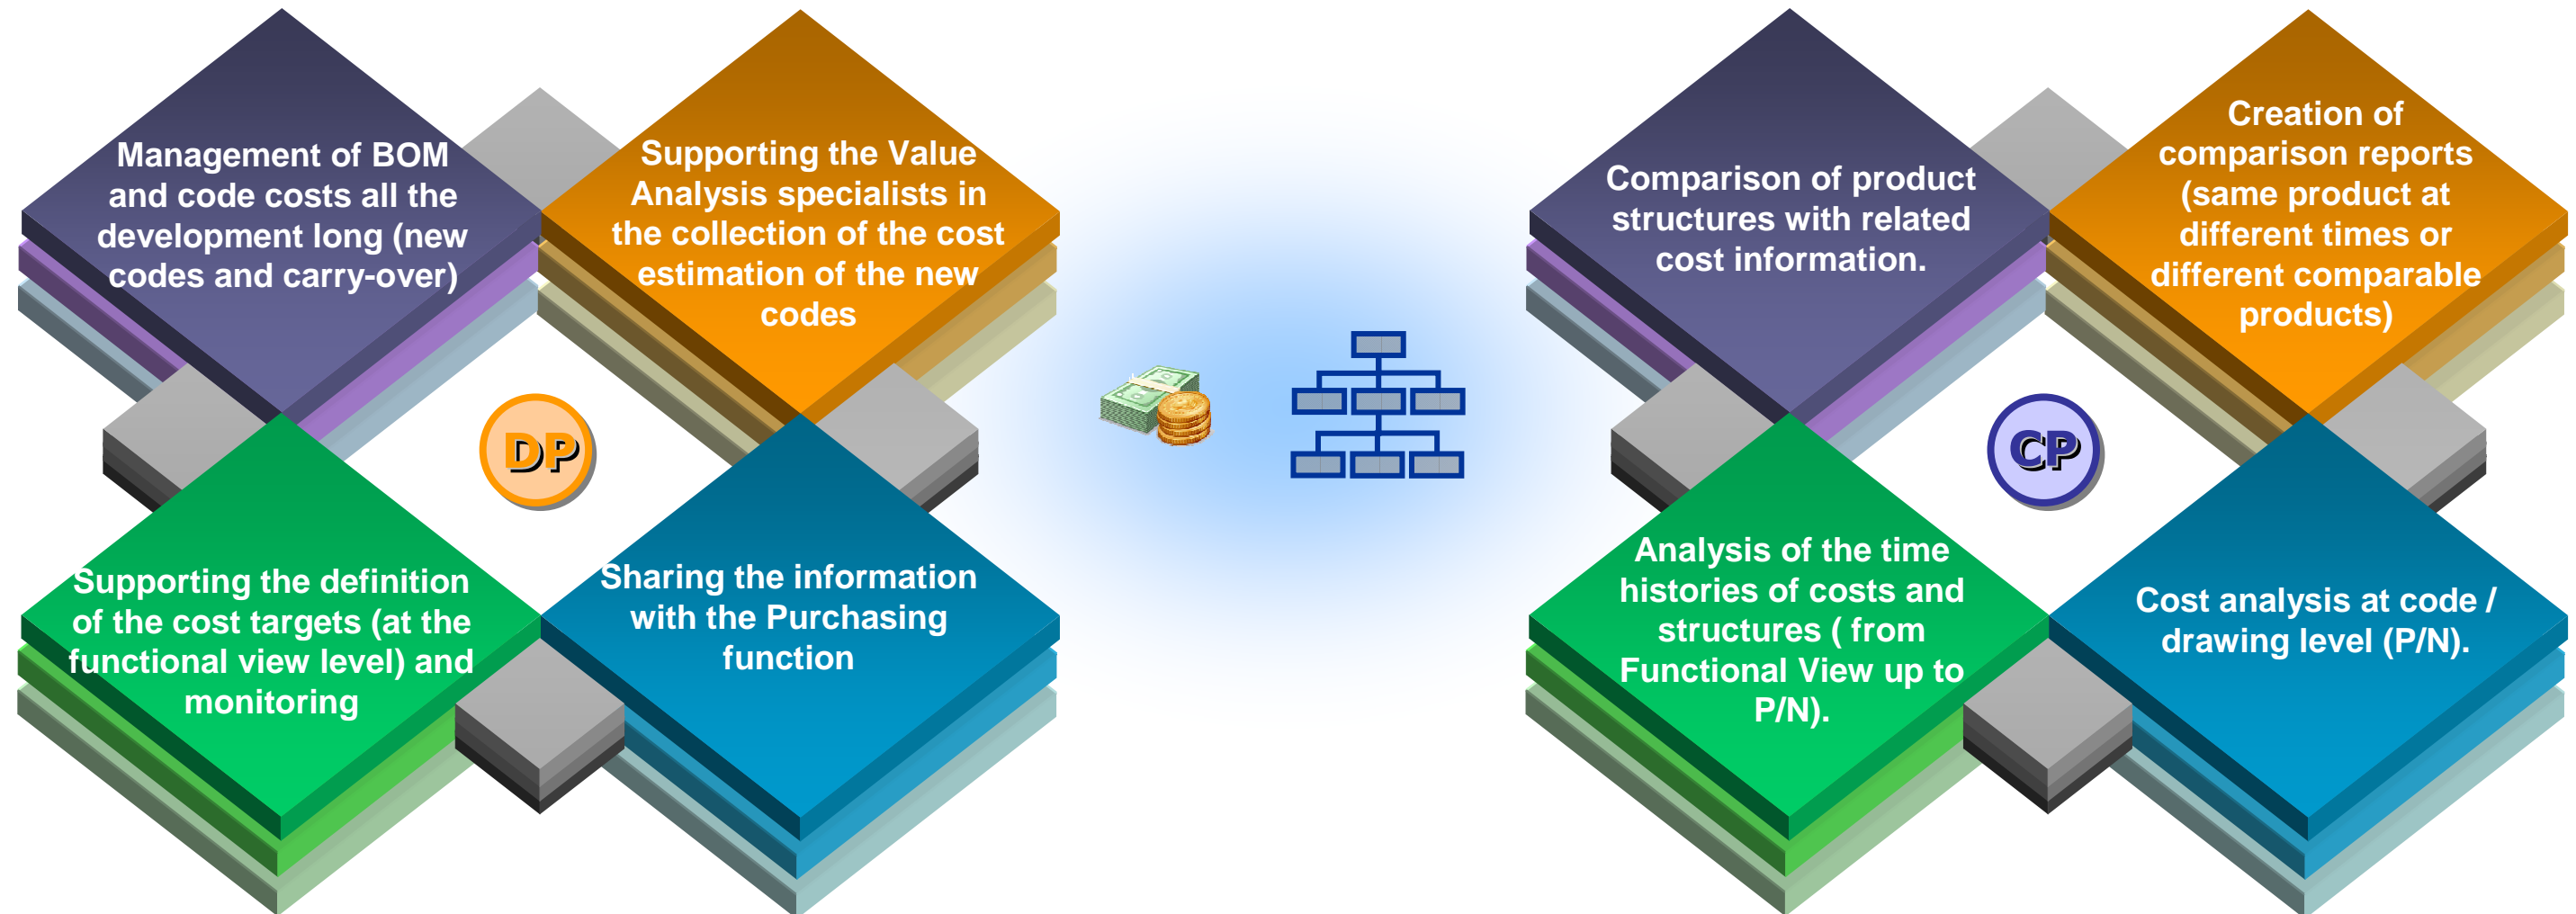 Management of BOM
and code costs all the
development long (new
codes and carry-over)
Supporting the Value
Analysis specialists in
the collection of the cost
estimation of the new
codes
DP
Supporting the definition
of the cost targets (at the
functional view level) and
monitoring
Sharing the information
with the Purchasing
function
Comparison of product
structures with related
cost information.
Creation of
comparison reports
(same product at
different times or
different comparable
products)
CP
Analysis of the time
histories of costs and
structures ( from
Functional View up to
P/N).
Cost analysis at code /
drawing level (P/N).